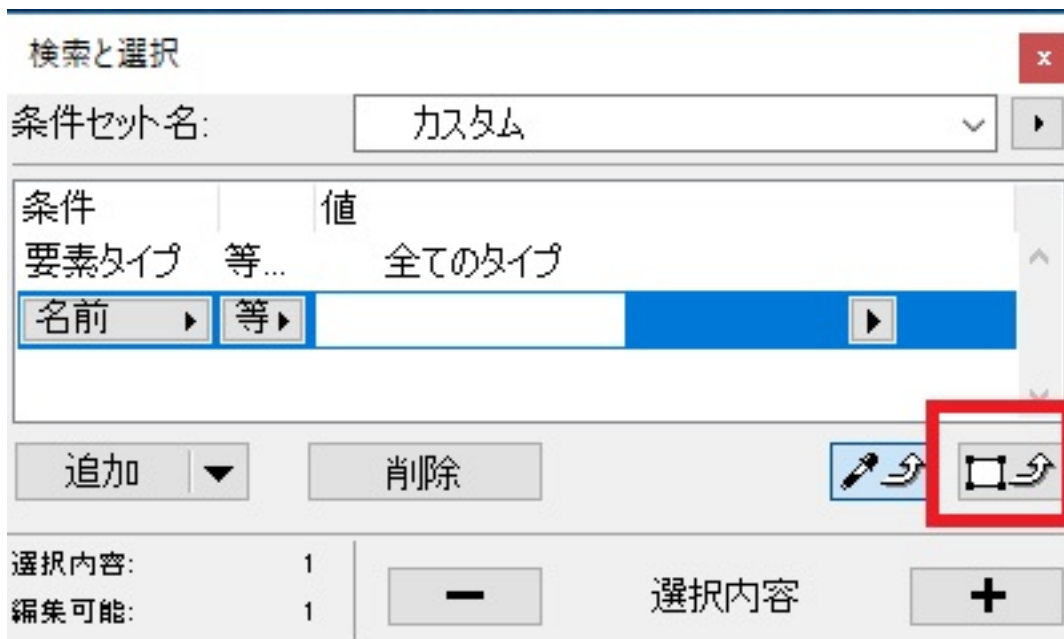 検索と選択
x
条件セット名: カスタム
条件 値
要素タイプ 等... 全てのタイプ
名前 等
追加 削除
選択内容: 1
編集可能: 1
選択内容